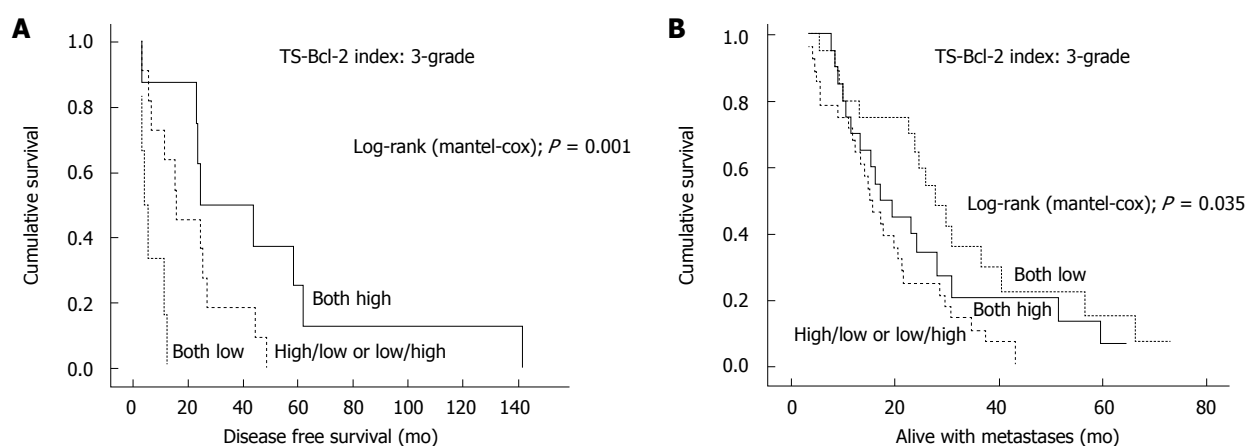 A
TS-Bcl-2 index: 3-grade
Log-rank (mantel-cox); P = 0.001
Cumulative survival
1.0
0.8
0.6
0.4
0.2
0.0
Both high
Both low
High/low or low/high
0 20 40 60 80 100 120 140
Disease free survival (mo)
B
TS-Bcl-2 index: 3-grade
Log-rank (mantel-cox); P = 0.035
Cumulative survival
1.0
0.8
0.6
0.4
0.2
0.0
Both low
Both high
High/low or low/high
0 20 40 60 80
Alive with metastases (mo)